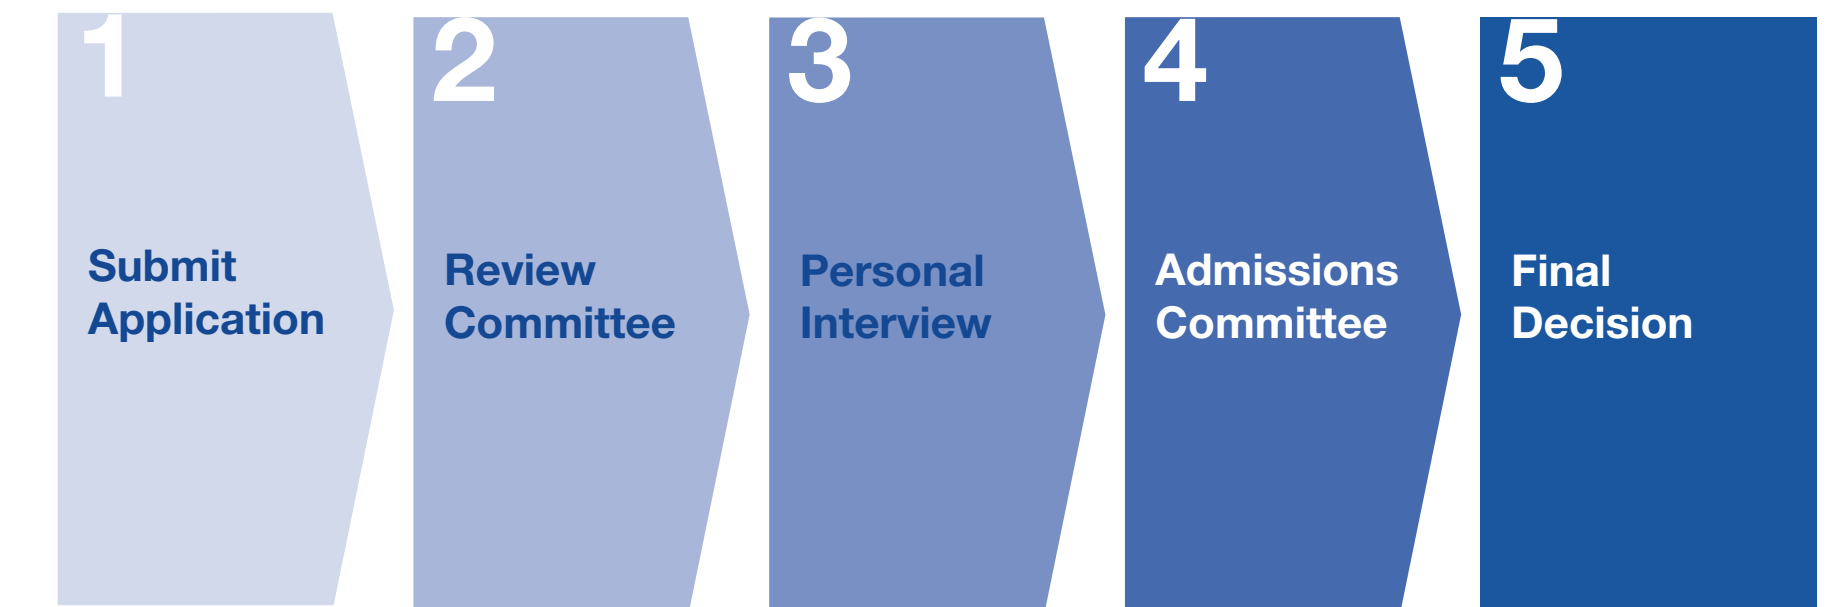 1
Submit
Application
2
Review
Committee
3
Personal
Interview
4
Admissions
Committee
5
Final
Decision